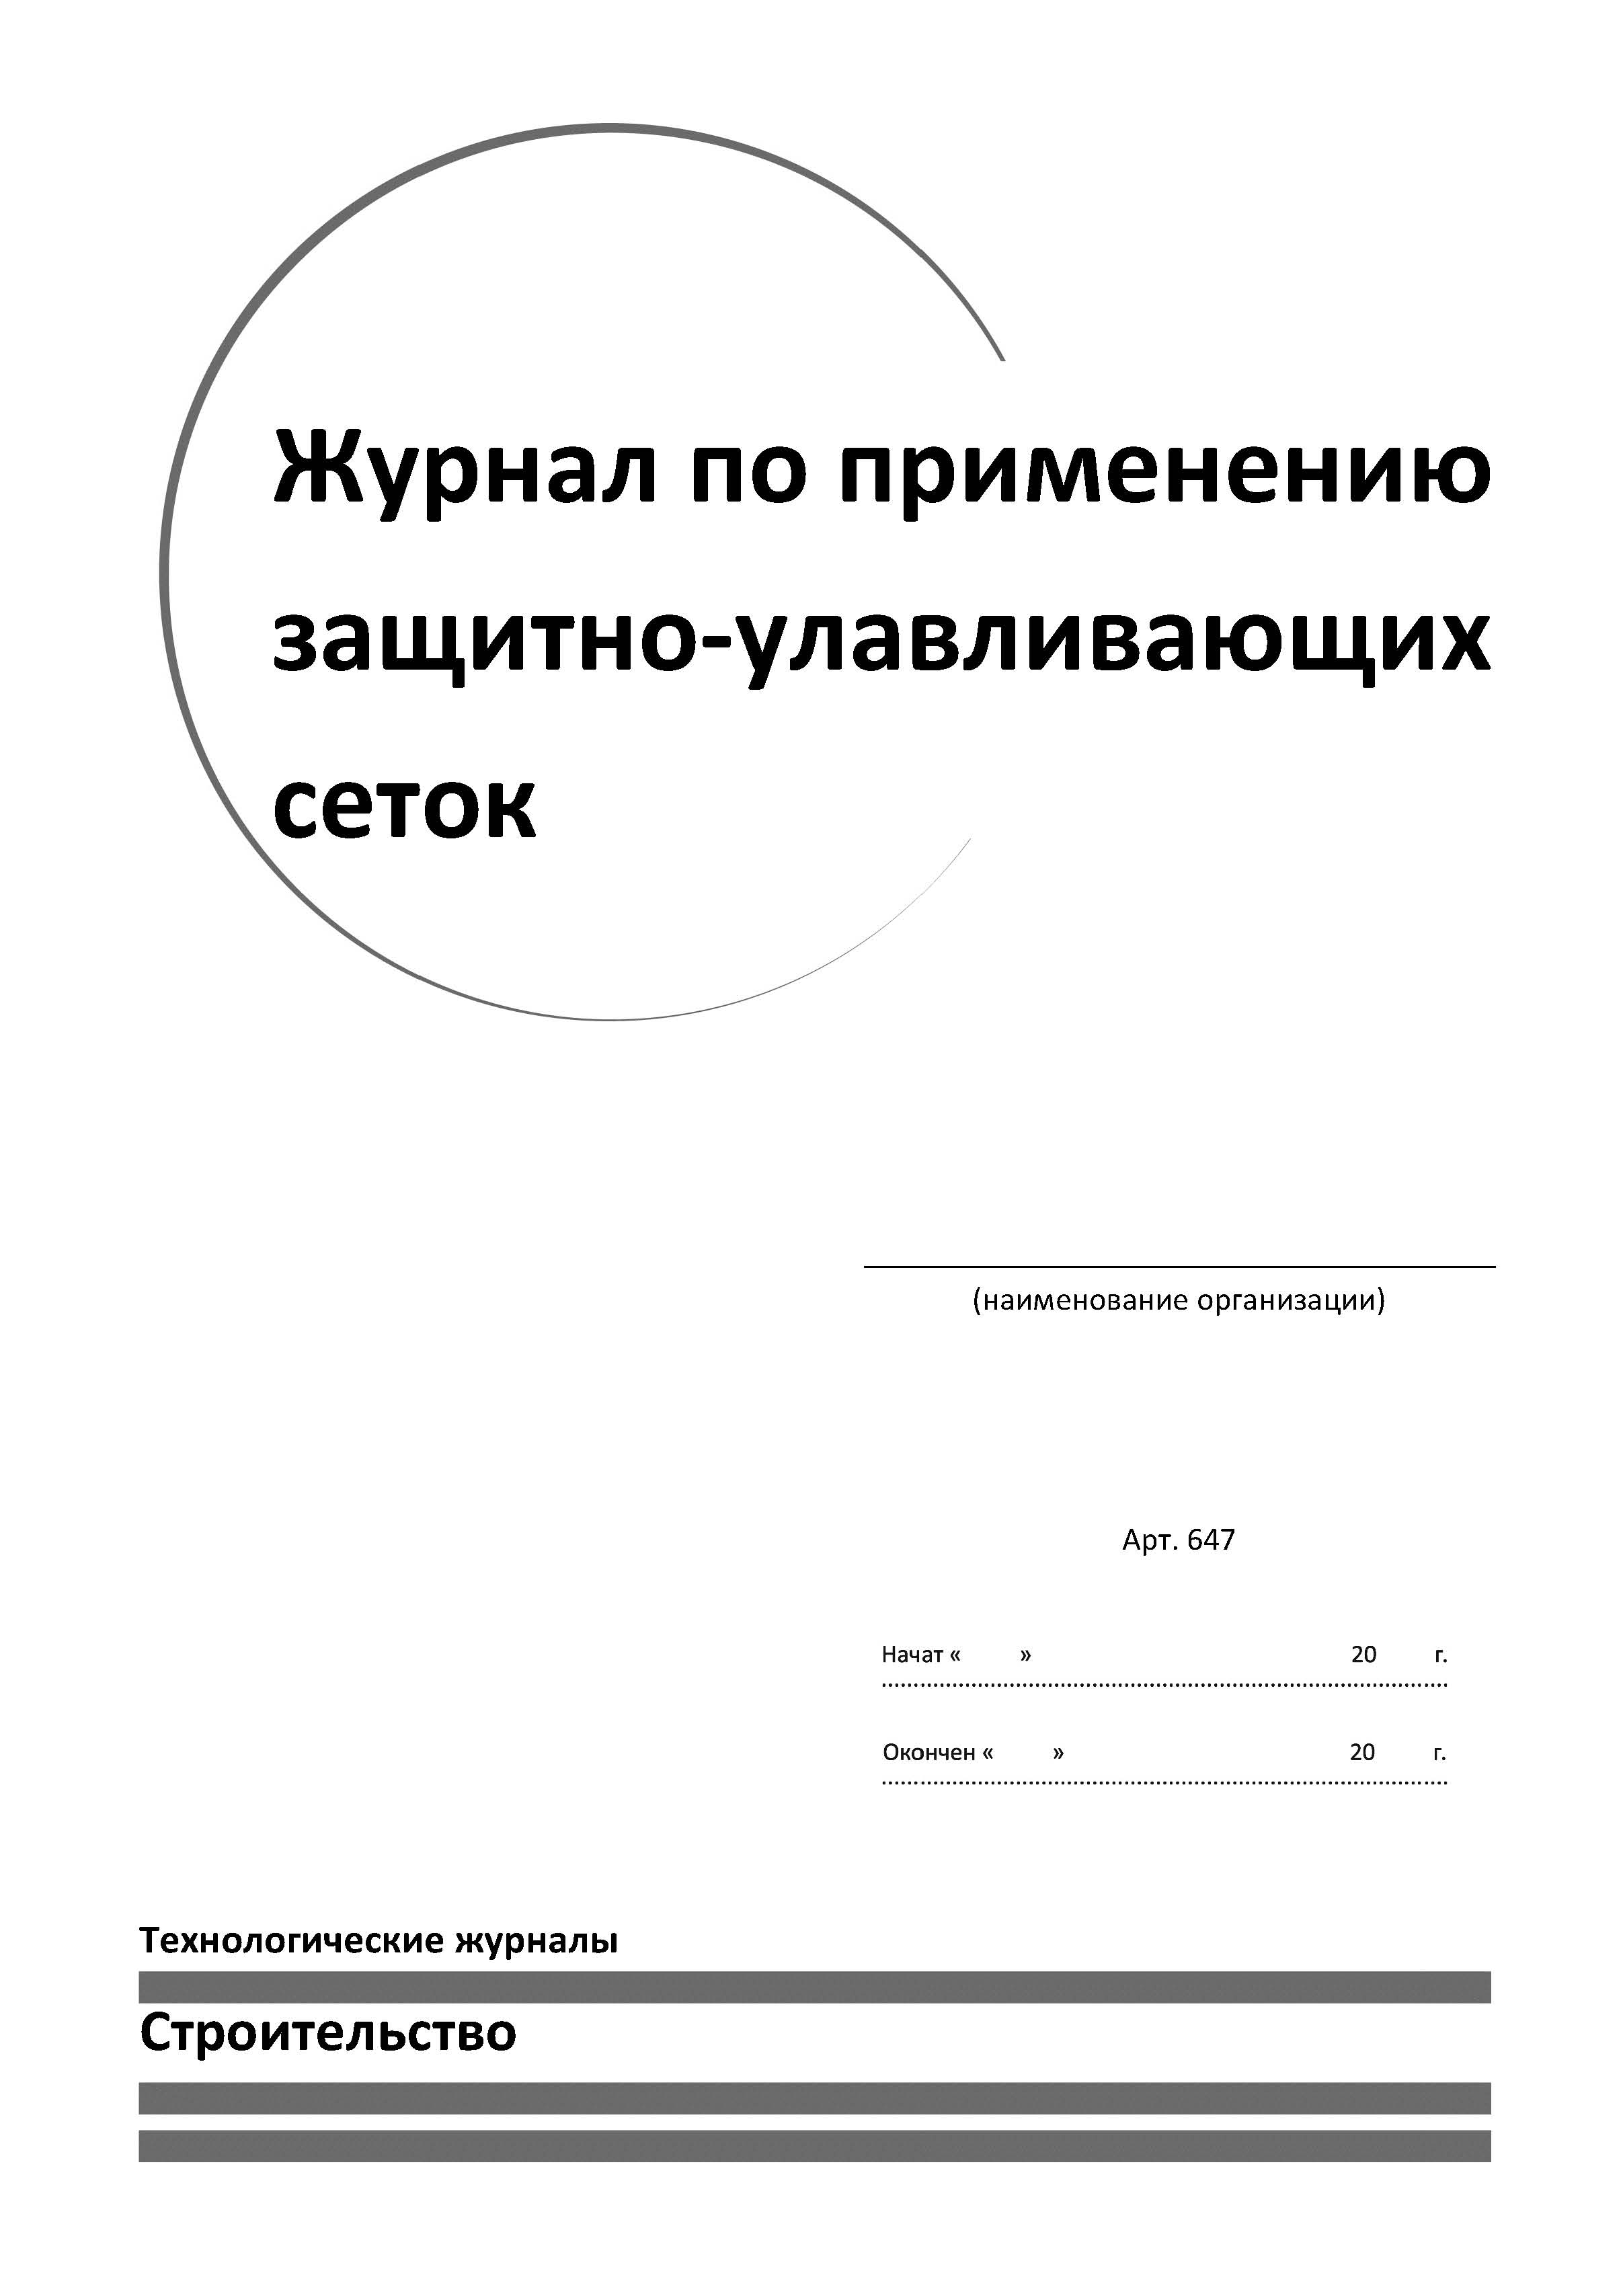 Журнал по применению
защитно-улавливающих
сеток
(наименование организации)
Арт. 647
Начат « » 20 г.
Окончен « » 20 г.
Технологические журналы
Строительство